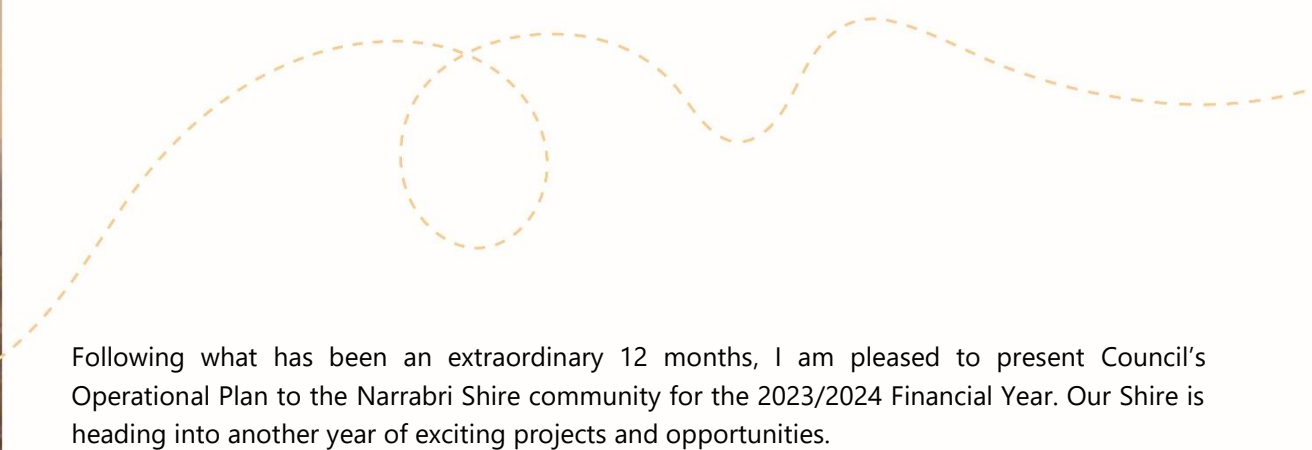 Following what has been an extraordinary 12 months, I am pleased to present Council’s
Operational Plan to the Narrabri Shire community for the 2023/2024 Financial Year. Our Shire is
heading into another year of exciting projects and opportunities.